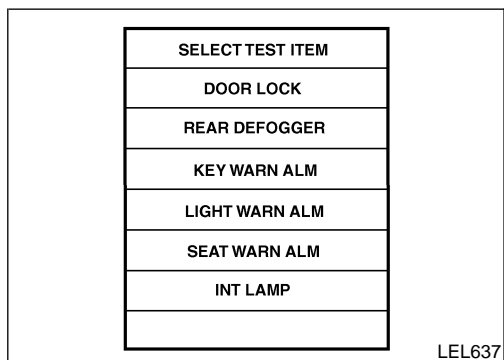 SELECT TEST ITEM
DOOR LOCK
REAR DEFOGGER
KEY WARN ALM
LIGHT WARN ALM
SEAT WARN ALM
INT LAMP
LEL637